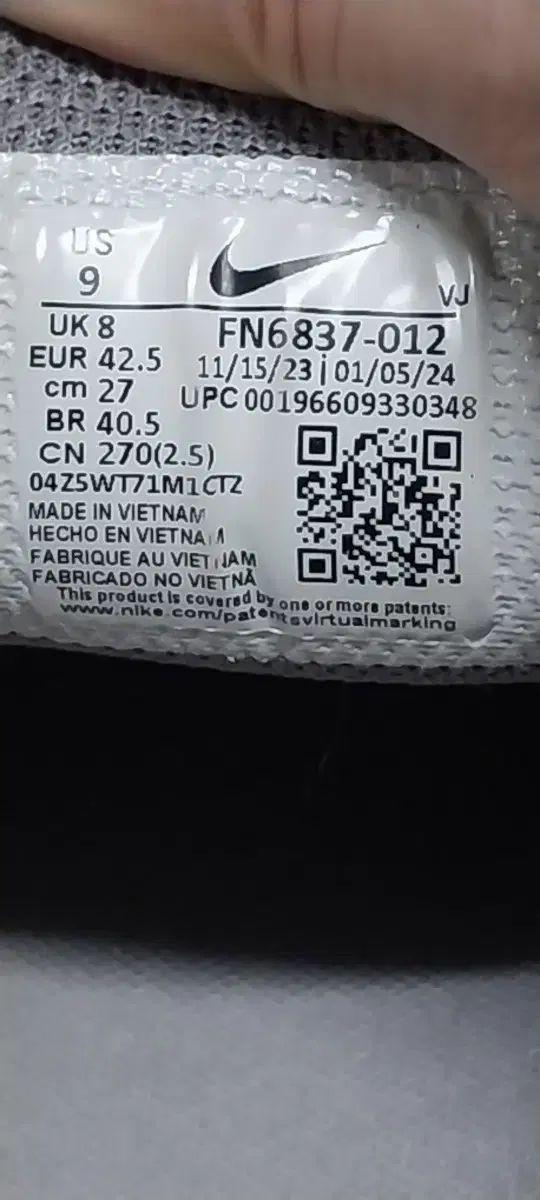 US
9
VJ
UK 8
FN6837-012
EUR 42.5
11/15/23 | 01/05/24
cm 27
UPC 00196609330348
BR 40.5
CN 270(2.5)
04Z5WT71M1CTZ
MADE IN VIETNAM
HECHO EN VIETNAM
FABRIQUE AU VIETNAM
FABRICADO NO VIETNÃ
This product is covered by one or more patents:
www.nike.com/patentsvirtualmarking